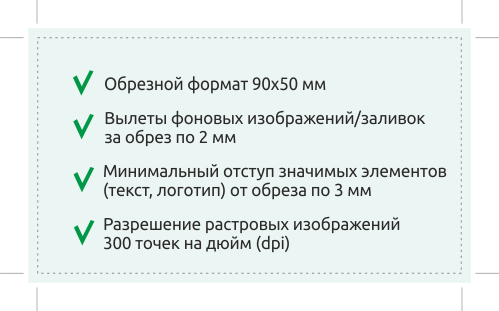 Обрезной формат 90х50 мм
Вылеты фоновых изображений/заливок
за обрез по 2 мм
Минимальный отступ значимых элементов
(текст, логотип) от обреза по 3 мм
Разрешение растровых изображений
300 точек на дюйм (dpi)